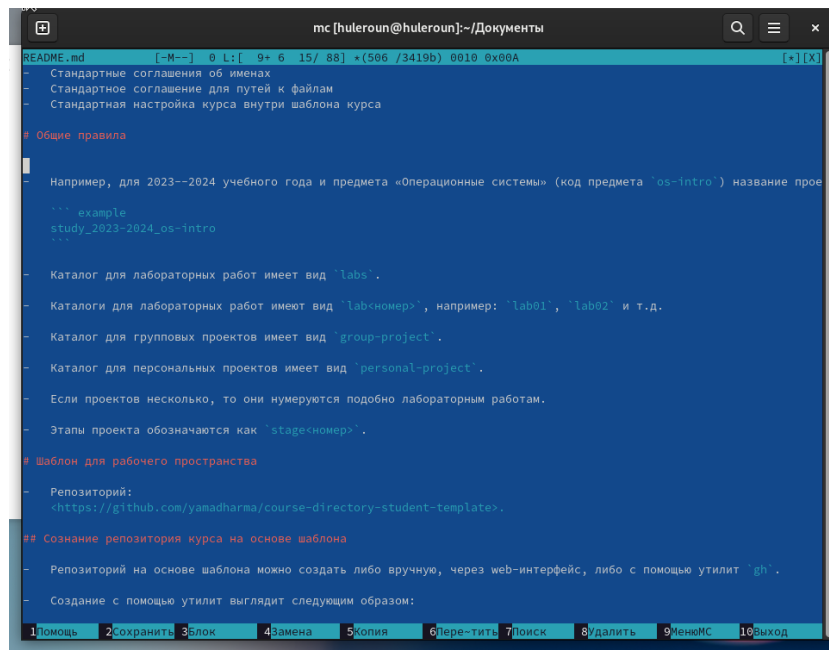 mc [huleroun@huleroun]:~/Документы
README.md [-M--] 0 L:[ 9+ 6 15/ 88] *(506 /3419b) 0010 0x00A [*][X]
- Стандартные соглашения об именах
- Стандартное соглашение для путей к файлам
- Стандартная настройка курса внутри шаблона курса
# Общие правила
- Например, для 2023--2024 учебного года и предмета «Операционные системы» (код предмета `os-intro`) название прое
``` example
study_2023-2024_os-intro
```
- Каталог для лабораторных работ имеет вид `labs`.
- Каталоги для лабораторных работ имеют вид `lab<номер>`, например: `lab01`, `lab02` и т.д.
- Каталог для групповых проектов имеет вид `group-project`.
- Каталог для персональных проектов имеет вид `personal-project`.
- Если проектов несколько, то они нумеруются подобно лабораторным работам.
- Этапы проекта обозначаются как `stage<номер>`.
# Шаблон для рабочего пространства
- Репозиторий:
<https://github.com/yamadharma/course-directory-student-template>.
## Сознание репозитория курса на основе шаблона
- Репозиторий на основе шаблона можно создать либо вручную, через web-интерфейс, либо с помощью утилит `gh`.
- Создание с помощью утилит выглядит следующим образом:
1Помощь 2Сохранить 3Блок 4Замена 5Копия 6Пере~тить 7Поиск 8Удалить 9МенюMC 10Выход